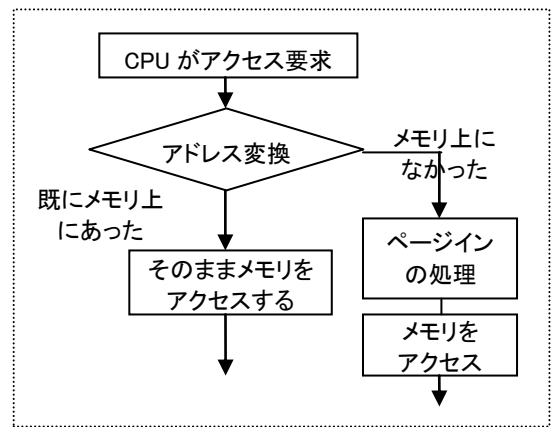 CPU がアクセス要求
アドレス変換
メモリ上に
なかった
既にメモリ上
にあった
そのままメモリを
アクセスする
ページイン
の処理
メモリを
アクセス